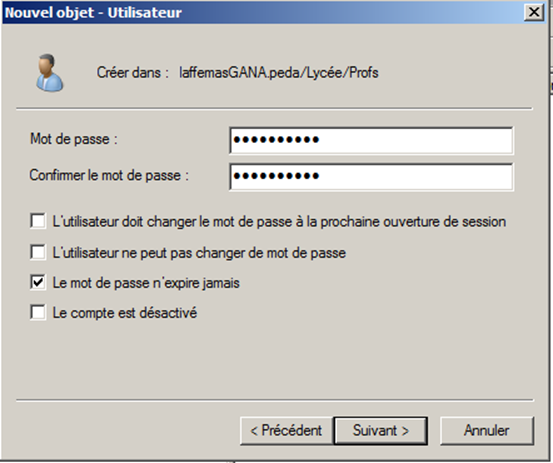 Nouvel objet - Utilisateur
Créer dans : laffemasGANA.peda/Lycée/Profs
Mot de passe : ••••••••••
Confirmer le mot de passe : ••••••••••
L'utilisateur doit changer le mot de passe à la prochaine ouverture de session
L'utilisateur ne peut pas changer de mot de passe
Le mot de passe n'expire jamais
Le compte est désactivé
< Précédent Suivant > Annuler